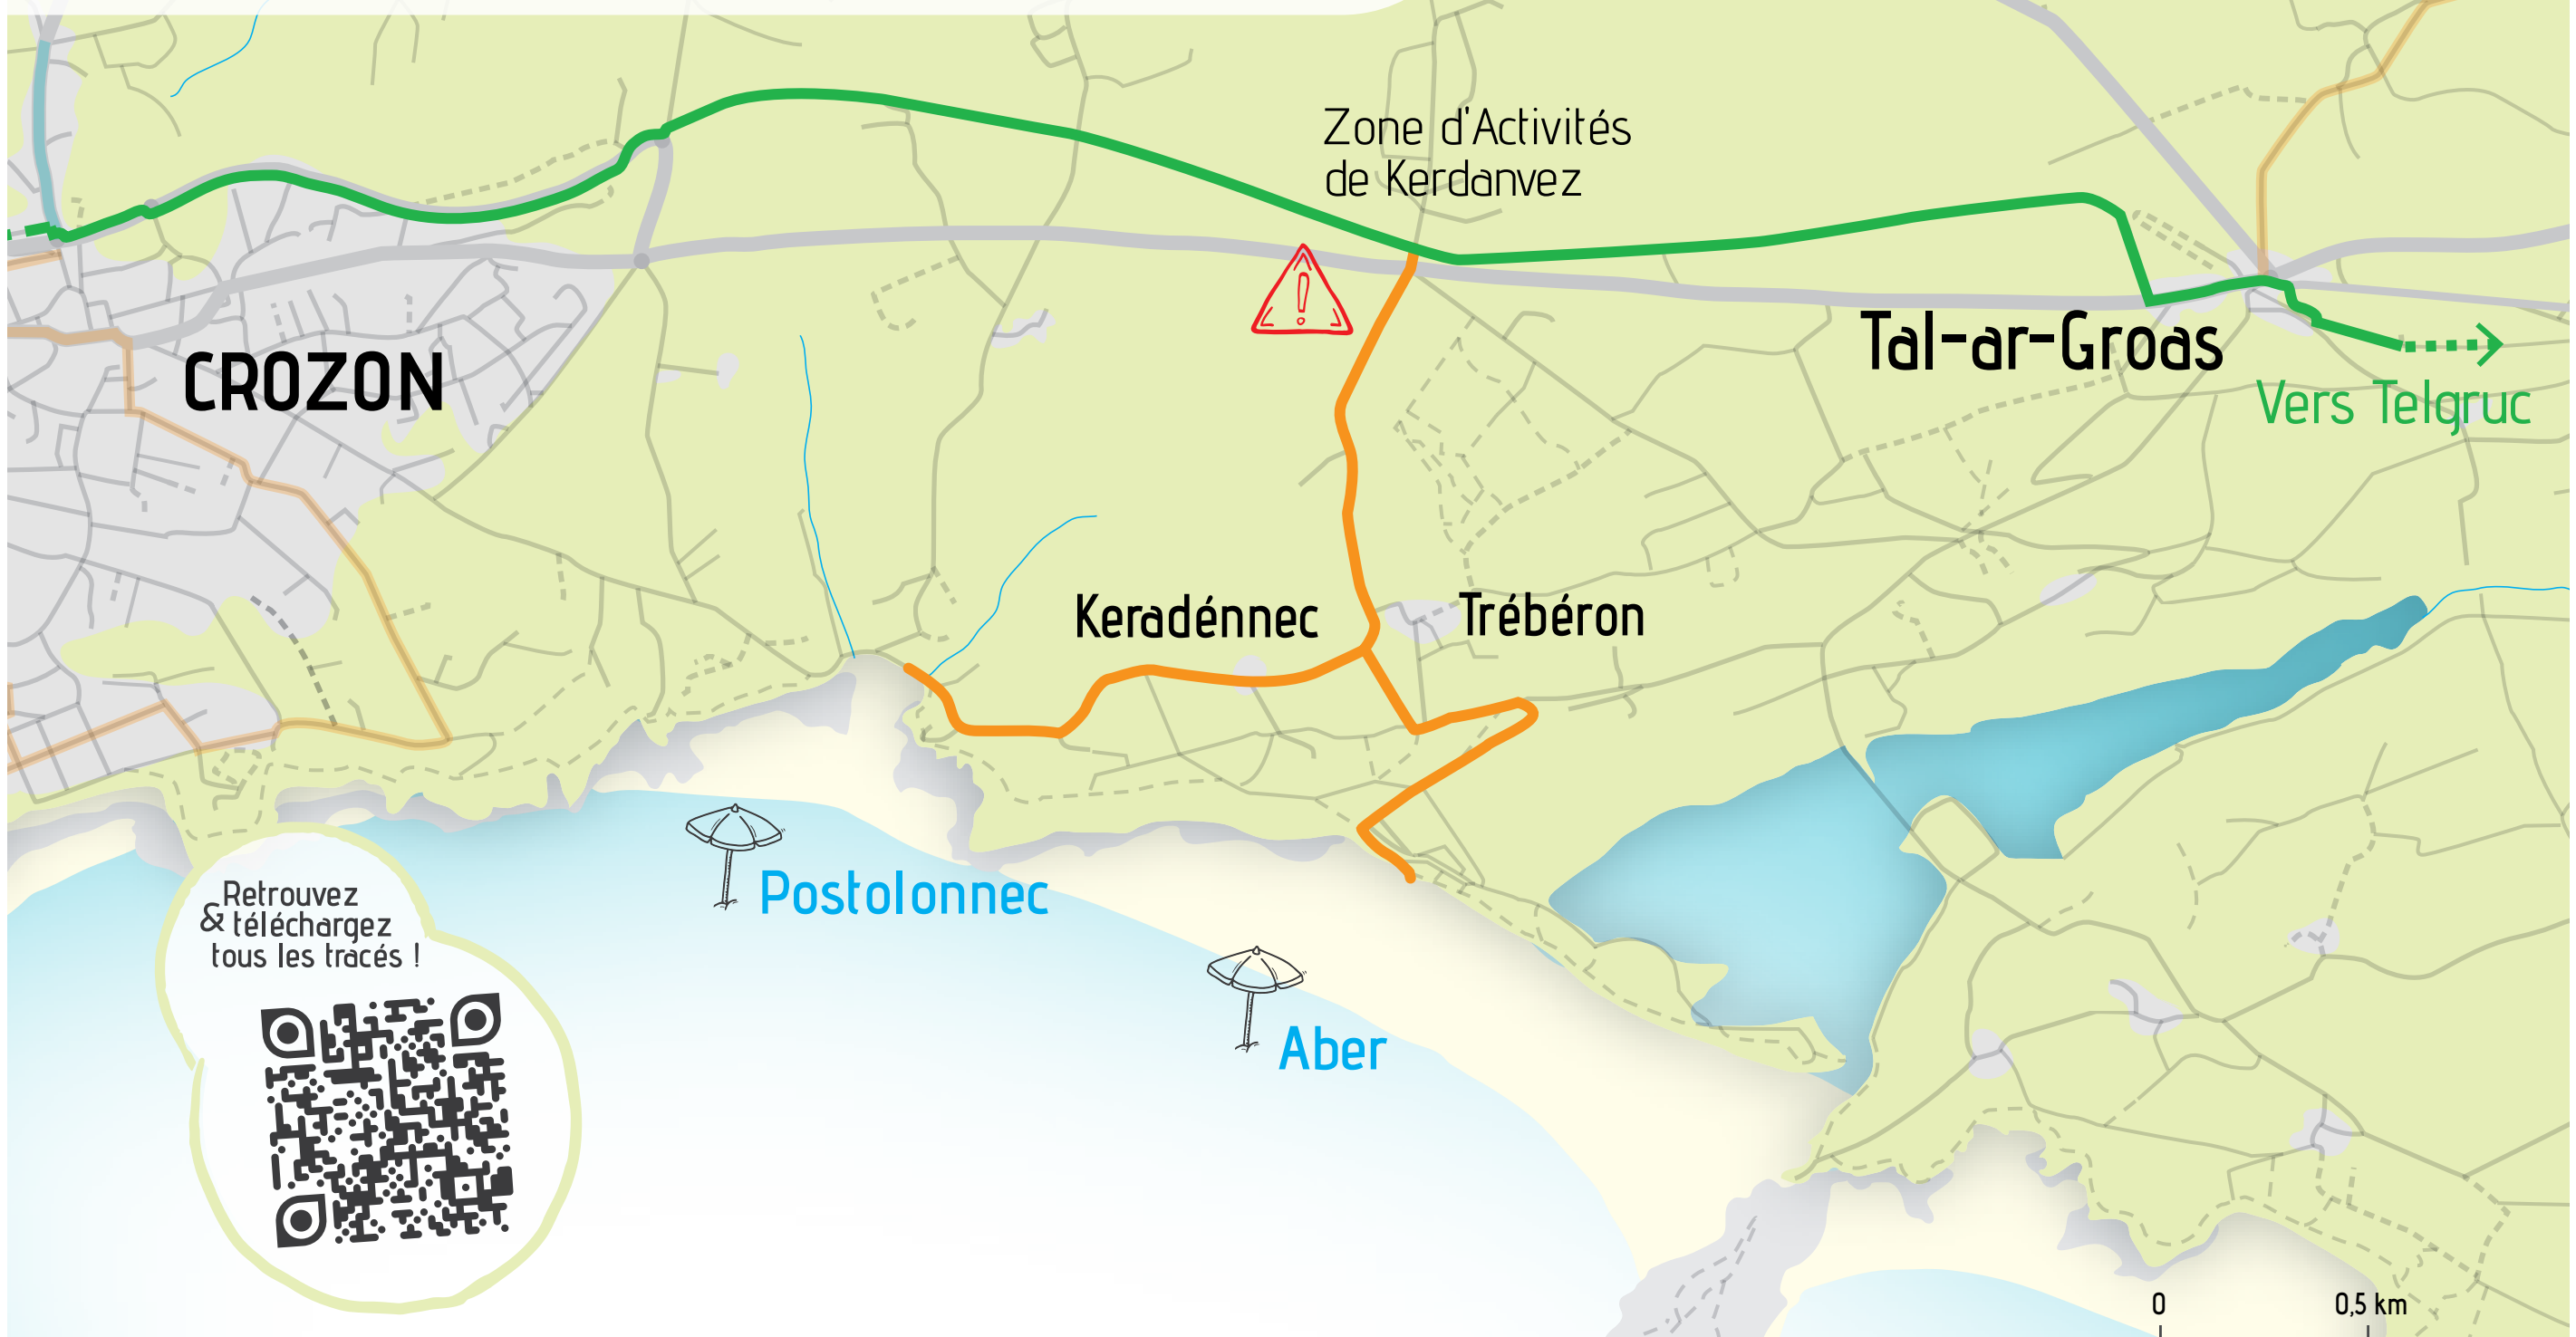 Zone d'Activités
de Kerdanvez
CROZON
Tal-ar-Groas
Vers Telgruc
Keradénnec
Trébéron
Postolonnec
Aber
Retrouvez
& téléchargez
tous les tracés !
0
0,5 km